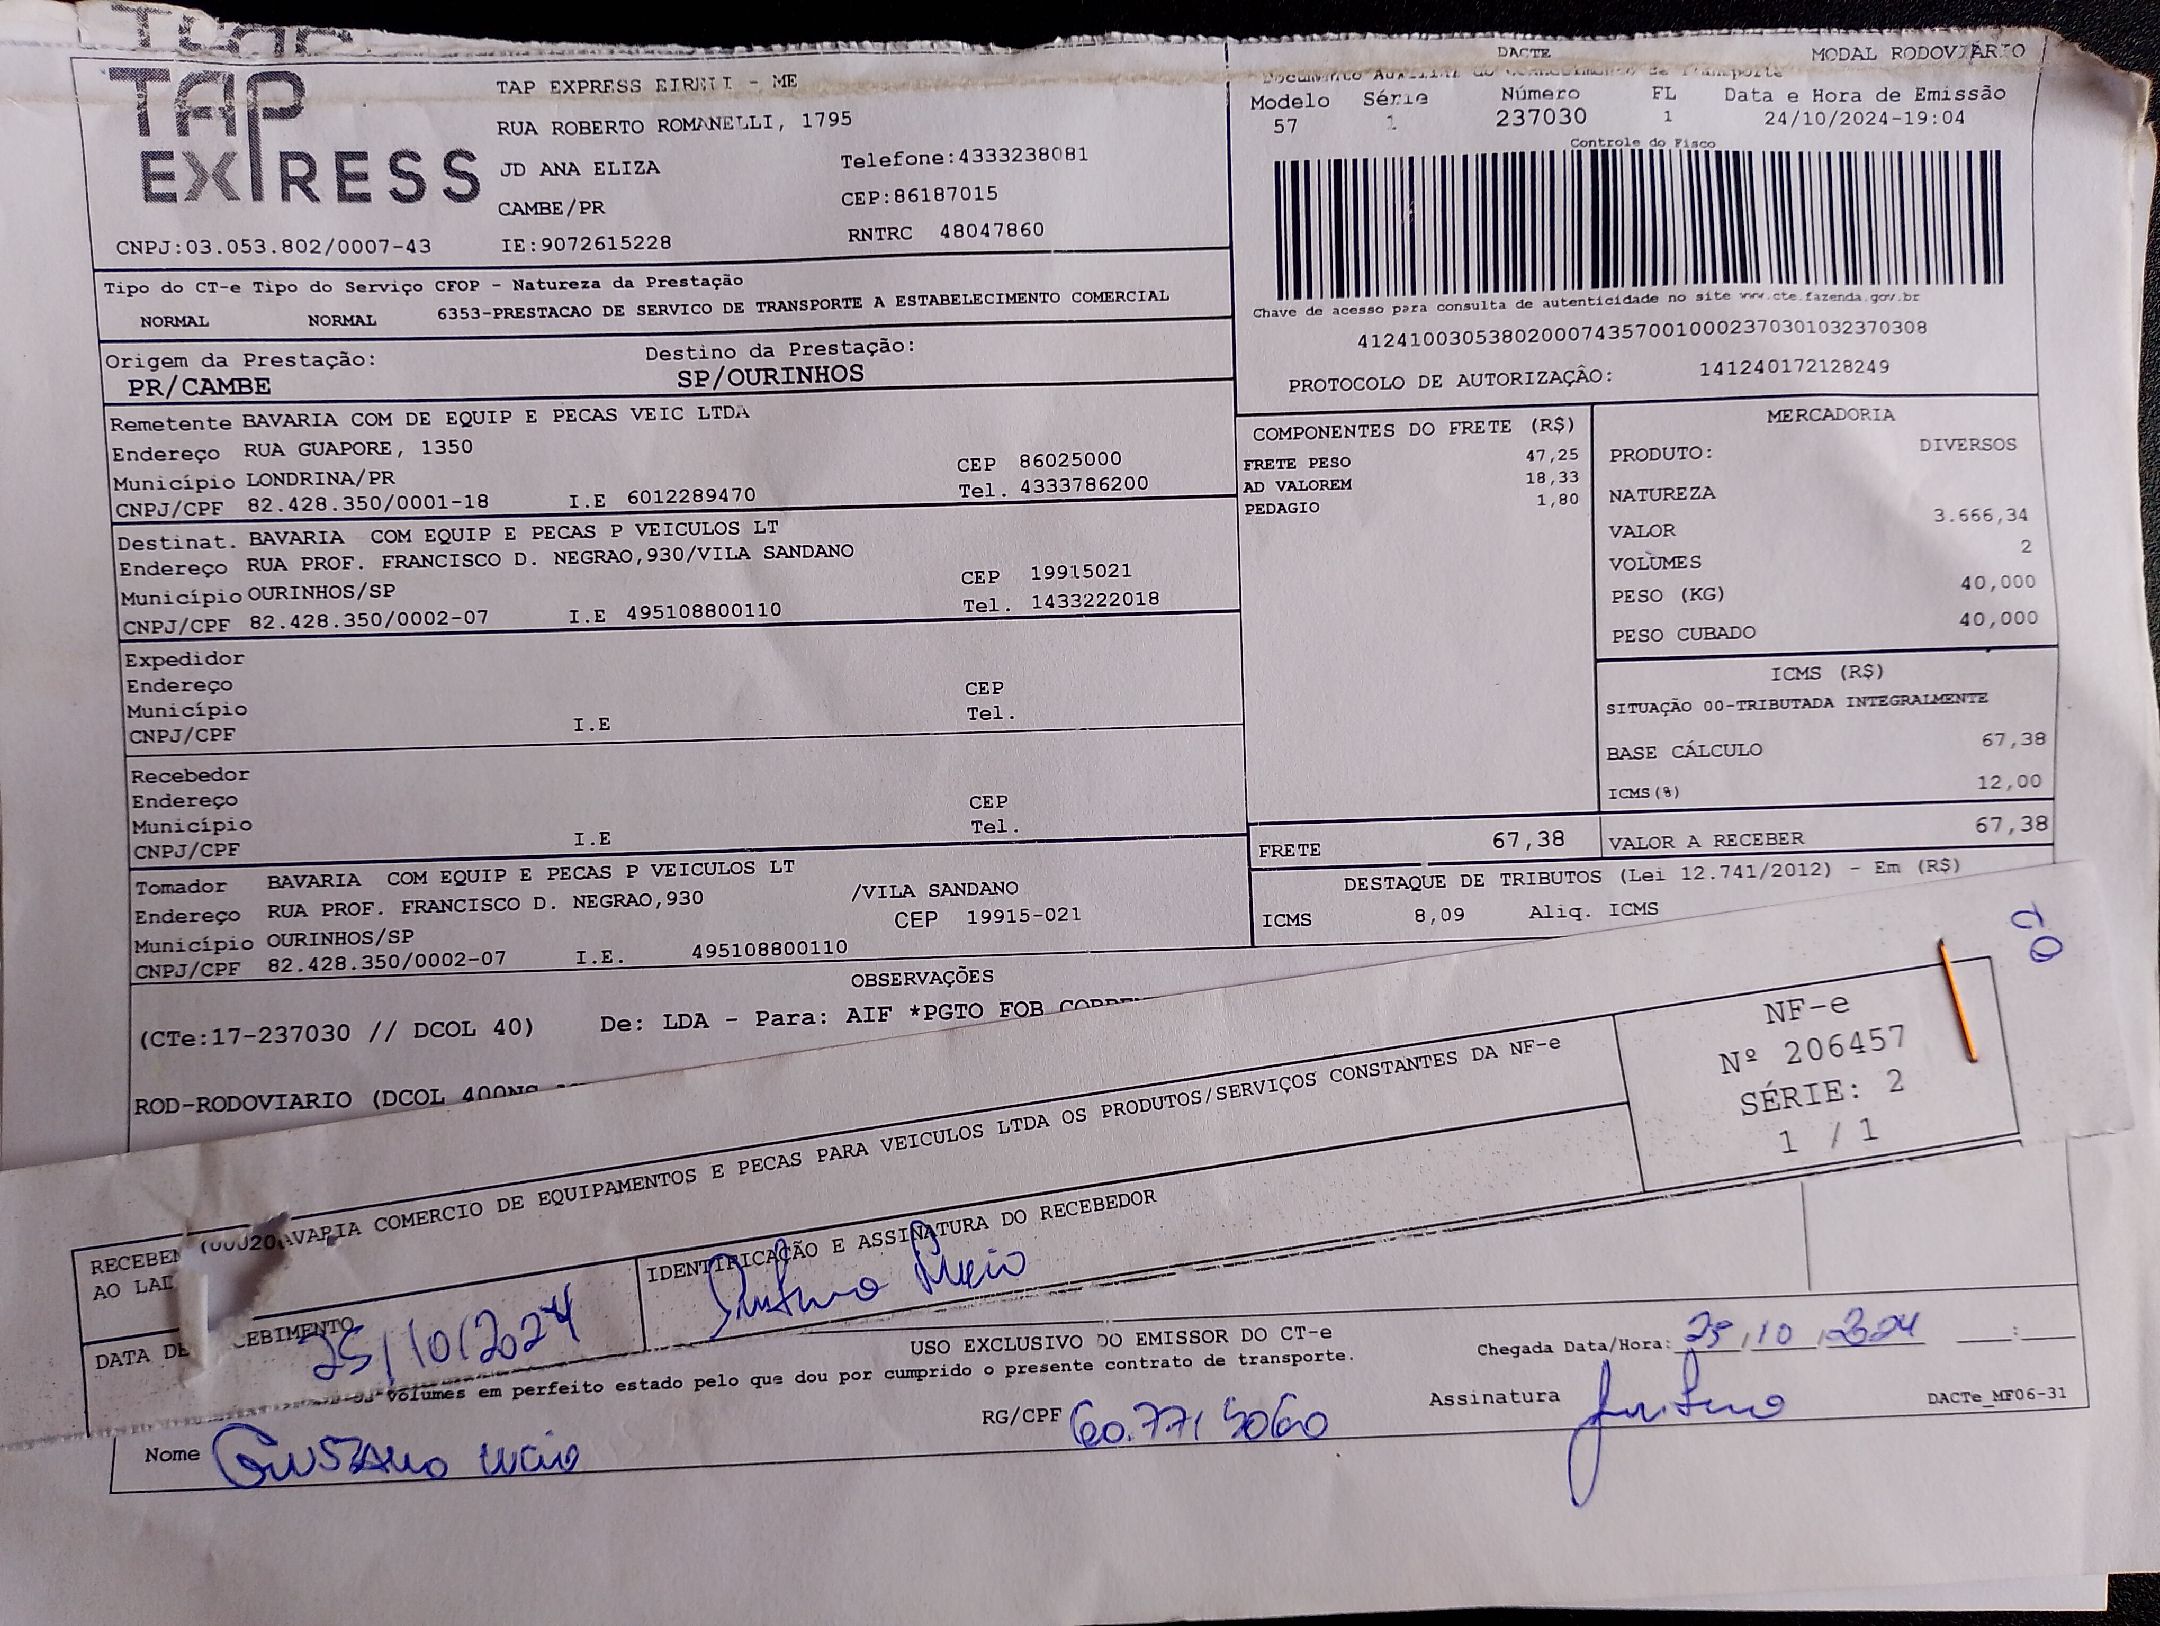 TAP
EXPRESS
CNPJ:03.053.802/0007-43
TAP EXPRESS EIRELI - ME
RUA ROBERTO ROMANELLI, 1795
JD ANA ELIZA Telefone:4333238081
CAMBE/PR CEP:86187015
IE:9072615228 RNTRC 48047860
DACTE MODAL RODOVIÁRIO
Documento Auxiliar do Conhecimento de Transporte
Modelo Série Número FL Data e Hora de Emissão
57 1 237030 1 24/10/2024-19:04
Controle do Fisco
Chave de acesso para consulta de autenticidade no site www.cte.fazenda.gov.br
41241003053802000743570010002370301032370308
PROTOCOLO DE AUTORIZAÇÂO: 141240172128249
Tipo do CT-e Tipo do Serviço CFOP - Natureza da Prestação
NORMAL NORMAL 6353-PRESTACAO DE SERVICO DE TRANSPORTE A ESTABELECIMENTO COMERCIAL
Origem da Prestação: Destino da Prestação:
PR/CAMBE SP/OURINHOS
Remetente BAVARIA COM DE EQUIP E PECAS VEIC LTDA
Endereço RUA GUAPORE, 1350 CEP 86025000
Município LONDRINA/PR Tel. 4333786200
CNPJ/CPF 82.428.350/0001-18 I.E 6012289470
Destinat. BAVARIA COM EQUIP E PECAS P VEICULOS LT
Endereço RUA PROF. FRANCISCO D. NEGRAO,930/VILA SANDANO
Município OURINHOS/SP CEP 19915021
CNPJ/CPF 82.428.350/0002-07 I.E 495108800110 Tel. 1433222018
Expedidor
Endereço CEP
Município Tel.
CNPJ/CPF I.E
Recebedor
Endereço CEP
Município Tel.
CNPJ/CPF I.E
Tomador BAVARIA COM EQUIP E PECAS P VEICULOS LT
Endereço RUA PROF. FRANCISCO D. NEGRAO,930 /VILA SANDANO
Município OURINHOS/SP CEP 19915-021
CNPJ/CPF 82.428.350/0002-07 I.E. 495108800110
COMPONENTES DO FRETE (R$)
FRETE PESO 47,25
AD VALOREM 18,33
PEDAGIO 1,80
MERCADORIA
PRODUTO: DIVERSOS
NATUREZA
VALOR 3.666,34
VOLUMES 2
PESO (KG) 40,000
PESO CUBADO 40,000
ICMS (R$)
SITUAÇÃO 00-TRIBUTADA INTEGRALMENTE
BASE CÁLCULO 67,38
ICMS(%) 12,00
FRETE 67,38 VALOR A RECEBER 67,38
DESTAQUE DE TRIBUTOS (Lei 12.741/2012) - Em (R$)
ICMS 8,09 Aliq. ICMS
OBSERVAÇÕES
(CTe:17-237030 // DCOL 40) De: LDA - Para: AIF *PGTO FOB
ROD-RODOVIARIO (DCOL
NF-e
Nº 206457
SÉRIE: 2
1 / 1
COMERCIO DE EQUIPAMENTOS E PECAS PARA VEICULOS LTDA OS PRODUTOS/SERVIÇOS CONSTANTES DA NF-e
AO
DATA 25/10/2024
IDENTIFICAÇÃO E ASSINATURA DO RECEBEDOR
USO EXCLUSIVO DO EMISSOR DO CT-e
volumes em perfeito estado pelo que dou por cumprido o presente contrato de transporte.
Chegada Data/Hora: 25/10/2024 :
Nome Gustavo Lucio RG/CPF Assinatura DACTe_MF06-31